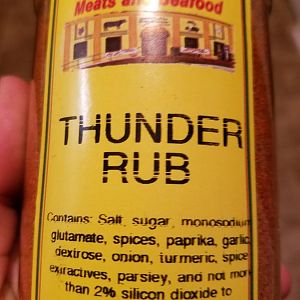 Meats and Seafood
THUNDER
RUB
Contains: Salt, sugar, monosodium
glutamate, spices, paprika, garlic,
dextrose, onion, turmeric, spice
extractives, parsley, and not more
than 2% silicon dioxide to